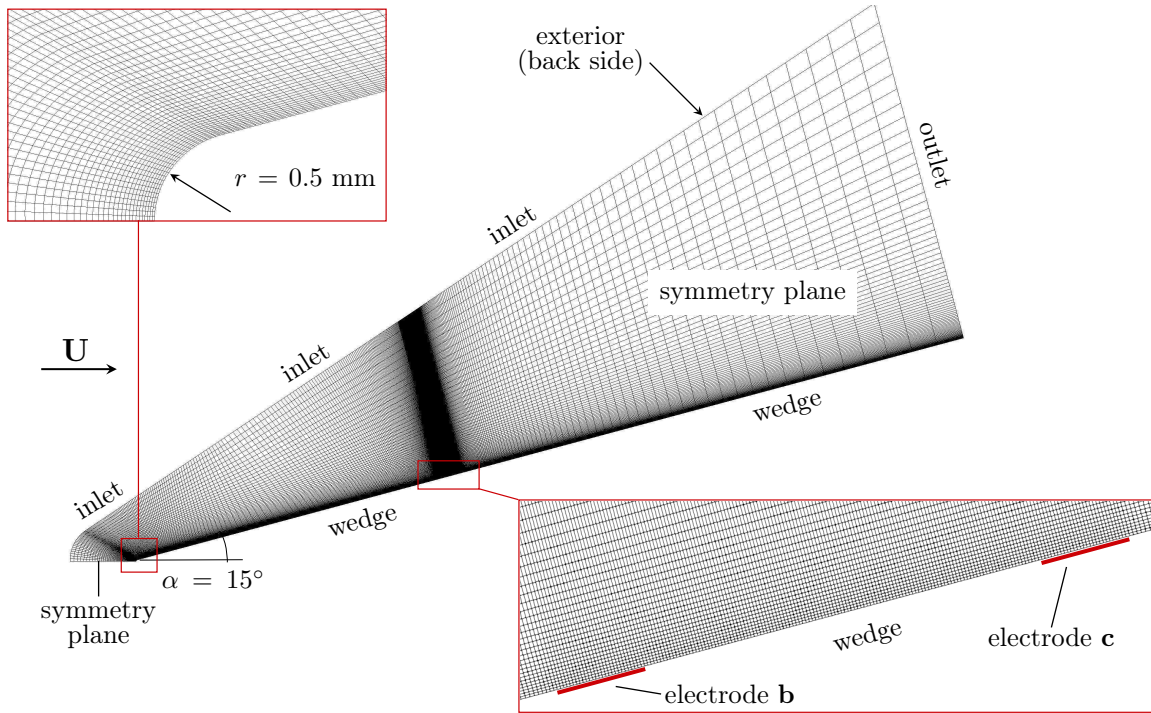 exterior
(back side)
outlet
r = 0.5 mm
inlet
symmetry plane
U
inlet
wedge
inlet
wedge
α = 15°
symmetry
plane
wedge
electrode c
electrode b